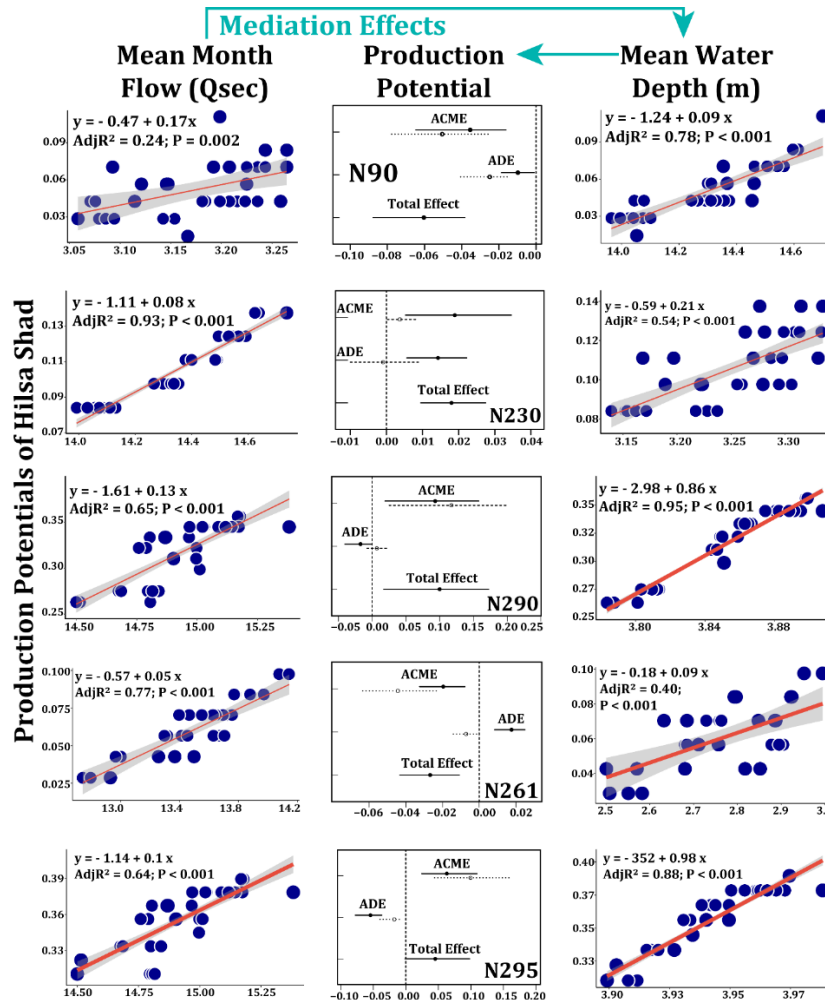 Mediation Effects
Mean Month
Flow (Qsec)
Production
Potential
Mean Water
Depth (m)
Production Potentials of Hilsa Shad
y = - 0.47 + 0.17x
AdjR² = 0.24; P = 0.002
0.09
0.06
0.03
3.05 3.10 3.15 3.20 3.26
ACME
N90
ADE
Total Effect
−0.10 −0.06 −0.04 −0.02 0.00
y = - 1.24 + 0.09 x
AdjR² = 0.78, P < 0.001
0.09
0.06
0.03
14.0 14.2 14.4 14.7
y = - 1.11 + 0.08 x
AdjR² = 0.93; P < 0.001
0.13
0.11
0.09
0.07
14.0 14.2 14.4 14.6
ACME
ADE
Total Effect
N230
−0.01 0.00 0.01 0.02 0.03 0.04
y = -0.59 + 0.21 x
AdjR² = 0.54; P < 0.001
0.14
0.12
0.10
0.08
3.15 3.20 3.25 3.30
y = - 1.61 + 0.13 x
AdjR² = 0.65; P < 0.001
0.35
0.30
0.25
14.50 14.75 15.00 15.25
ACME
ADE
Total Effect
N290
−0.05 0.00 0.05 0.10 0.15 0.20 0.25
y = -2.98 + 0.86 x
AdjR² = 0.95; P < 0.001
0.35
0.30
0.27
0.25
3.80 3.84 3.88
y = - 0.57 + 0.05 x
AdjR² = 0.77; P < 0.001
0.100
0.075
0.050
0.025
13.0 13.4 13.8 14.2
ACME
ADE
Total Effect
N261
−0.06 −0.04 −0.02 0.00 0.02
y = - 0.18 + 0.09 x
AdjR² = 0.40;
P < 0.001
0.10
0.08
0.06
0.04
2.5 2.6 2.7 2.8 2.9
y = - 1.14 + 0.1 x
AdjR² = 0.64; P < 0.001
0.39
0.36
0.33
14.50 14.75 15.00 15.25
ACME
ADE
Total Effect
N295
−0.10 −0.05 0.00 0.05 0.10 0.15
y = -352 + 0.98 x
AdjR² = 0.88; P < 0.001
0.40
0.37
0.35
0.33
3.90 3.93 3.95 3.97